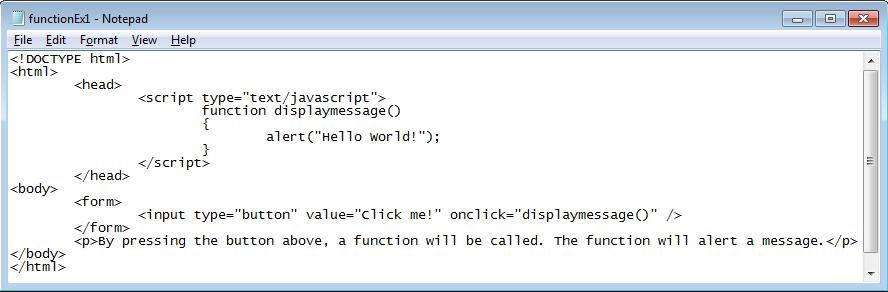 functionEx1 - Notepad
File Edit Format View Help
<!DOCTYPE html>
<html>
<head>
<script type="text/javascript">
function displaymessage()
{
alert("Hello World!");
}
</script>
</head>
<body>
<form>
<input type="button" value="Click me!" onclick="displaymessage()" />
</form>
<p>By pressing the button above, a function will be called. The function will alert a message.</p>
</body>
</html>